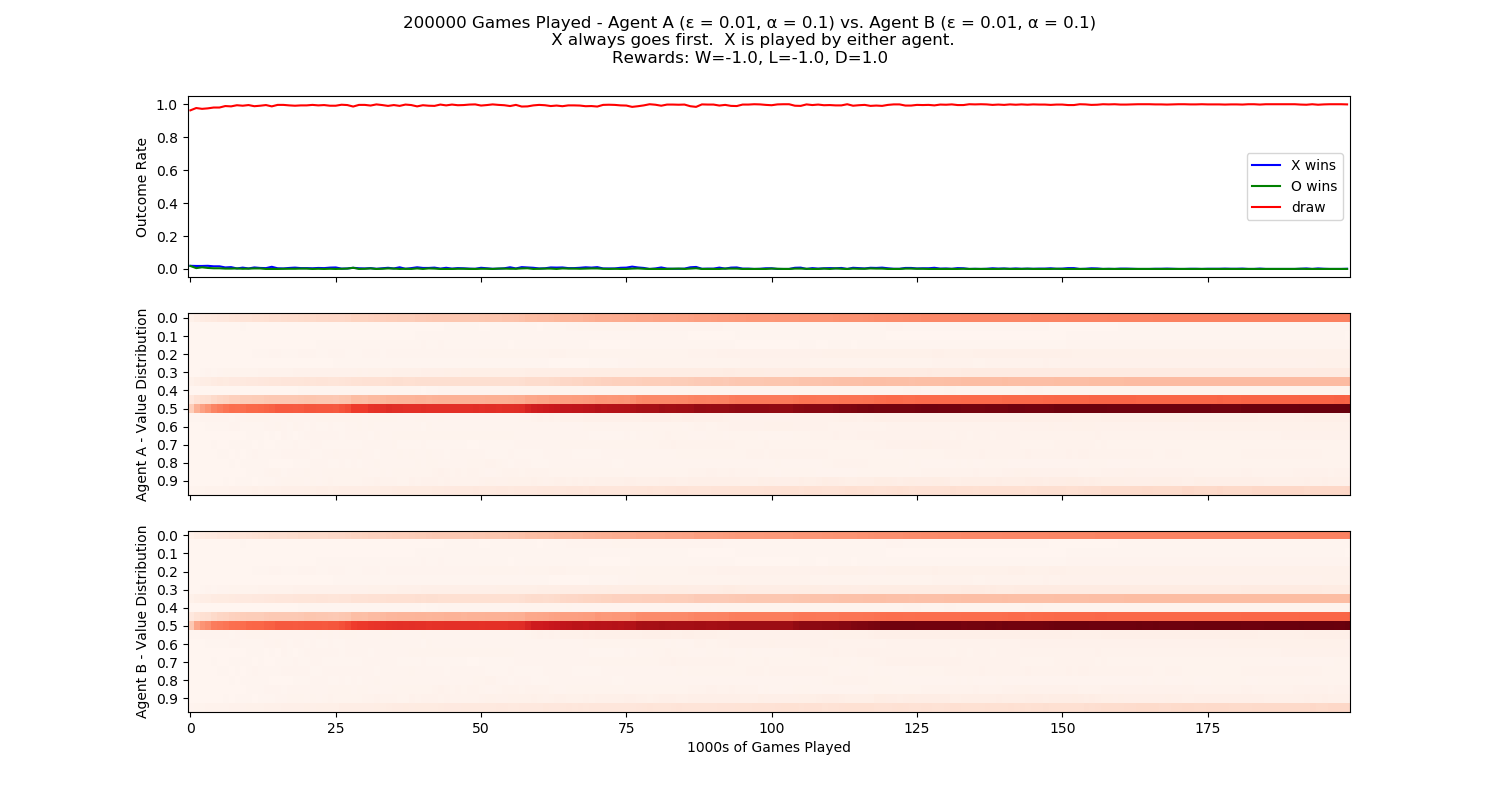 200000 Games Played - Agent A (ε = 0.01, α = 0.1) vs. Agent B (ε = 0.01, α = 0.1)
X always goes first.  X is played by either agent.
Rewards: W=-1.0, L=-1.0, D=1.0
Outcome Rate
1.0
0.8
0.6
0.4
0.2
0.0
X wins
O wins
draw
Agent A - Value Distribution
0.0
0.1
0.2
0.3
0.4
0.5
0.6
0.7
0.8
0.9
Agent B - Value Distribution
0.0
0.1
0.2
0.3
0.4
0.5
0.6
0.7
0.8
0.9
0 25 50 75 100 125 150 175
1000s of Games Played